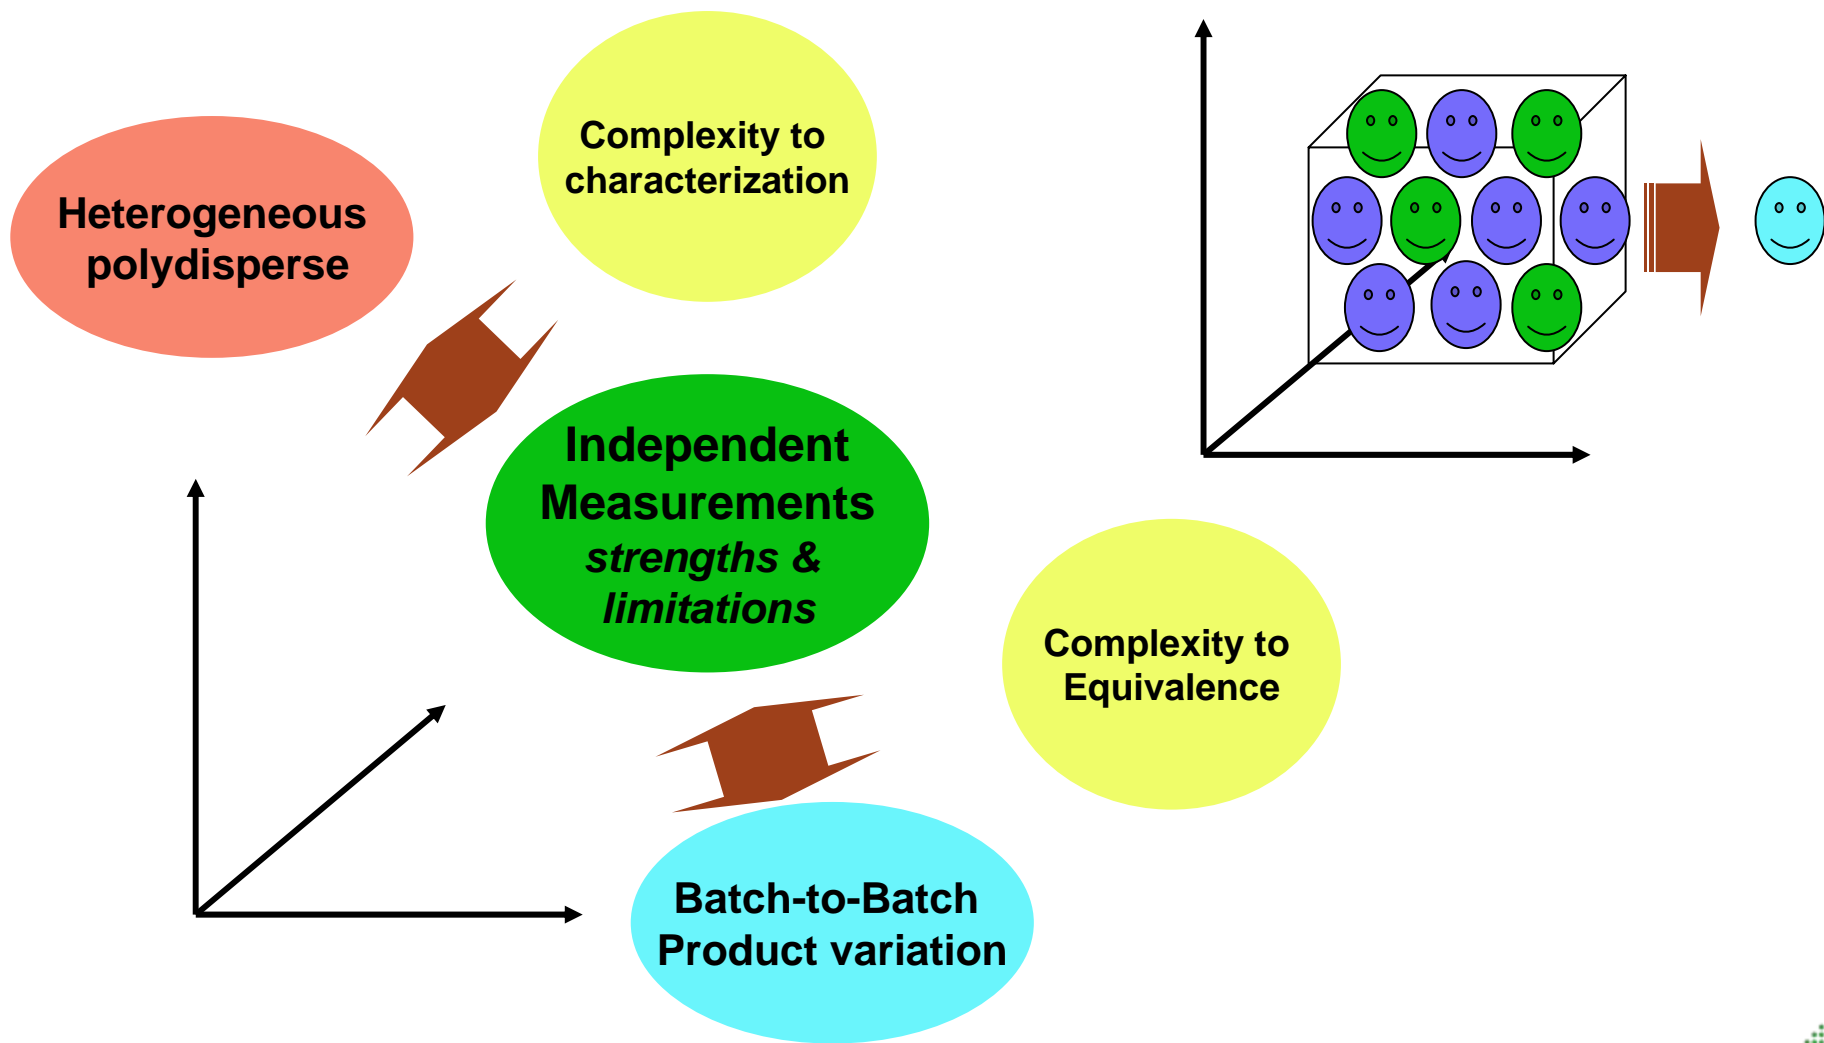 Heterogeneous
polydisperse
Complexity to
characterization
Independent
Measurements
strengths &
limitations
Complexity to
Equivalence
Batch-to-Batch
Product variation